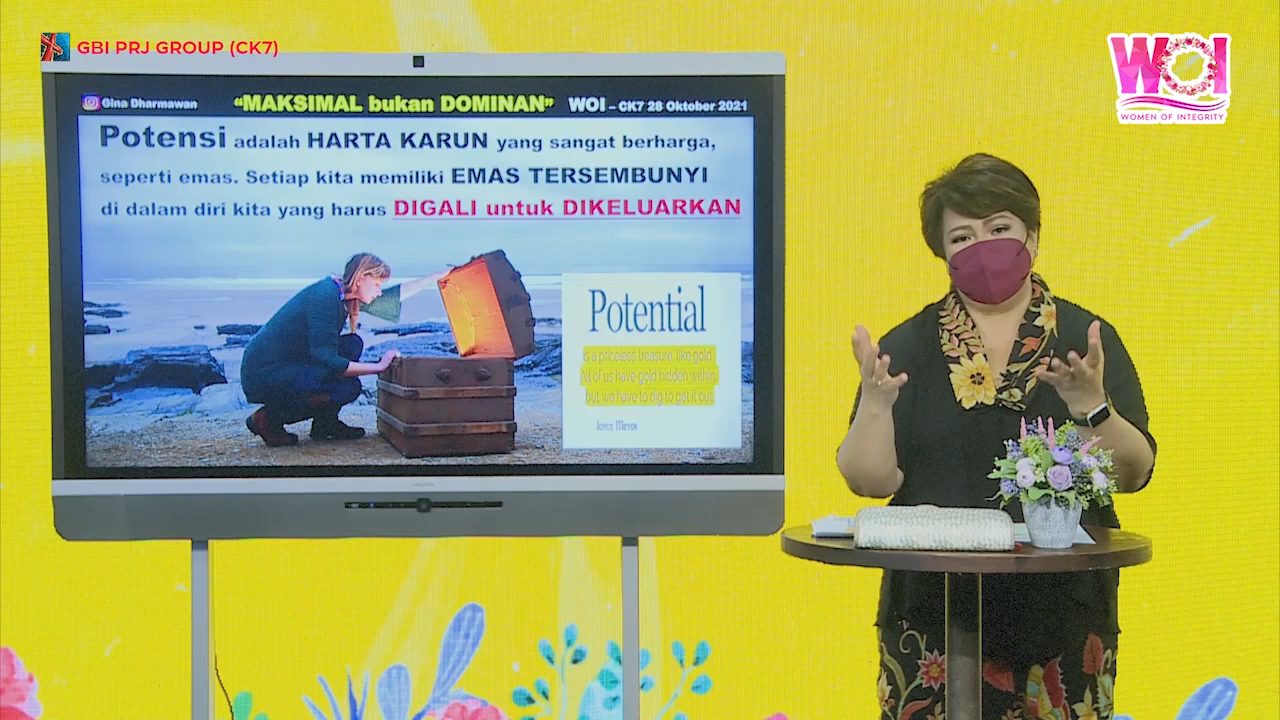 GBI PRJ GROUP (CK7)
WOI
WOMEN OF INTEGRITY
Gina Dharmawan "MAKSIMAL bukan DOMINAN" WOI – CK7 28 Oktober 2021
Potensi adalah HARTA KARUN yang sangat berharga,
seperti emas. Setiap kita memiliki EMAS TERSEMBUNYI
di dalam diri kita yang harus DIGALI untuk DIKELUARKAN
Potential
is a priceless treasure, like gold.
All of us have gold hidden within,
but we have to dig to get it out.
Joyce Meyer